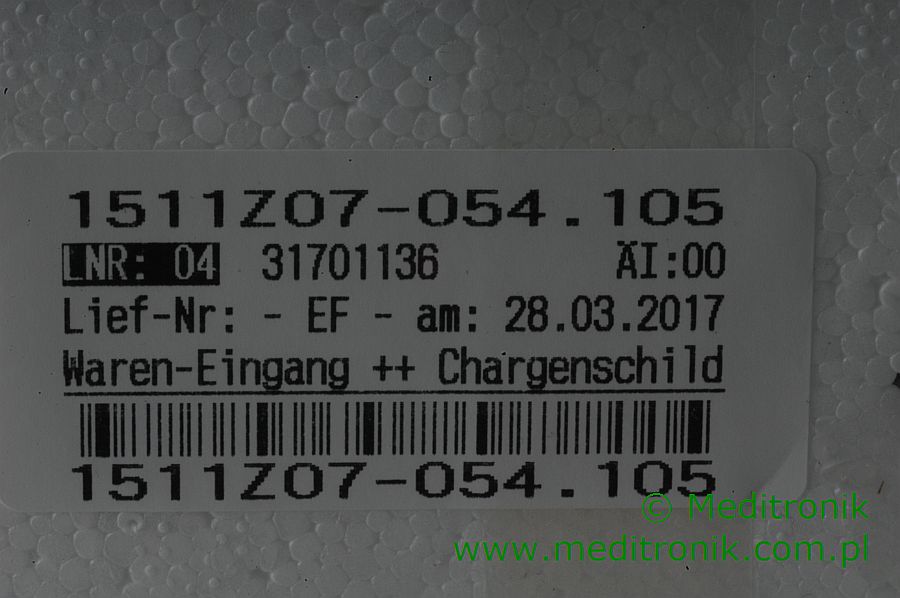 1511Z07-054.105
LNR: 04 31701136 ÄI:00
Lief-Nr: - EF - am: 28.03.2017
Waren-Eingang ++ Chargenschild
1511Z07-054.105
© Meditronik
www.meditronik.com.pl